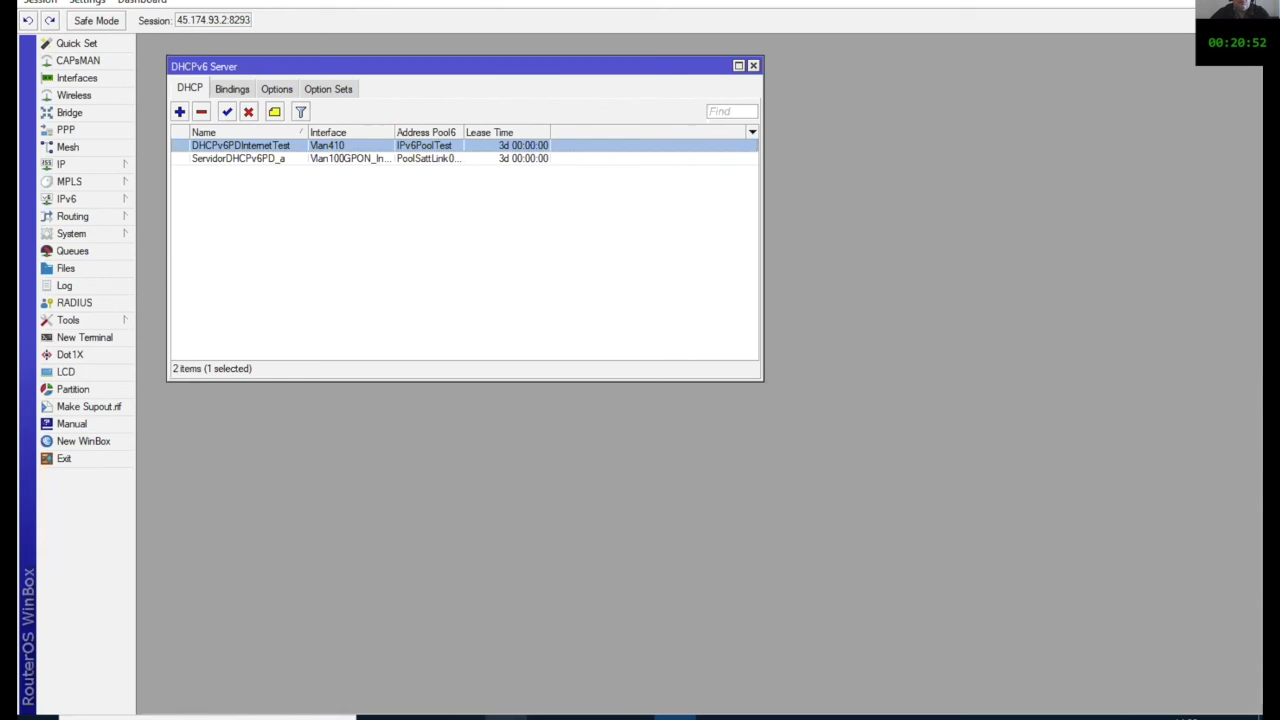 Session Settings Dashboard
Safe Mode Session: 45.174.93.2:8293
00:20:52
Quick Set
CAPsMAN
Interfaces
Wireless
Bridge
PPP
Mesh
IP
MPLS
IPv6
Routing
System
Queues
Files
Log
RADIUS
Tools
New Terminal
Dot1X
LCD
Partition
Make Supout.rif
Manual
New WinBox
Exit
RouterOS WinBox
DHCPv6 Server
DHCP Bindings Options Option Sets
Find
Name Interface Address Pool6 Lease Time
DHCPv6PDInternetTest Vlan410 IPv6PoolTest 3d 00:00:00
ServidorDHCPv6PD_a Vlan100GPON_In... PoolSattLink0... 3d 00:00:00
2 items (1 selected)